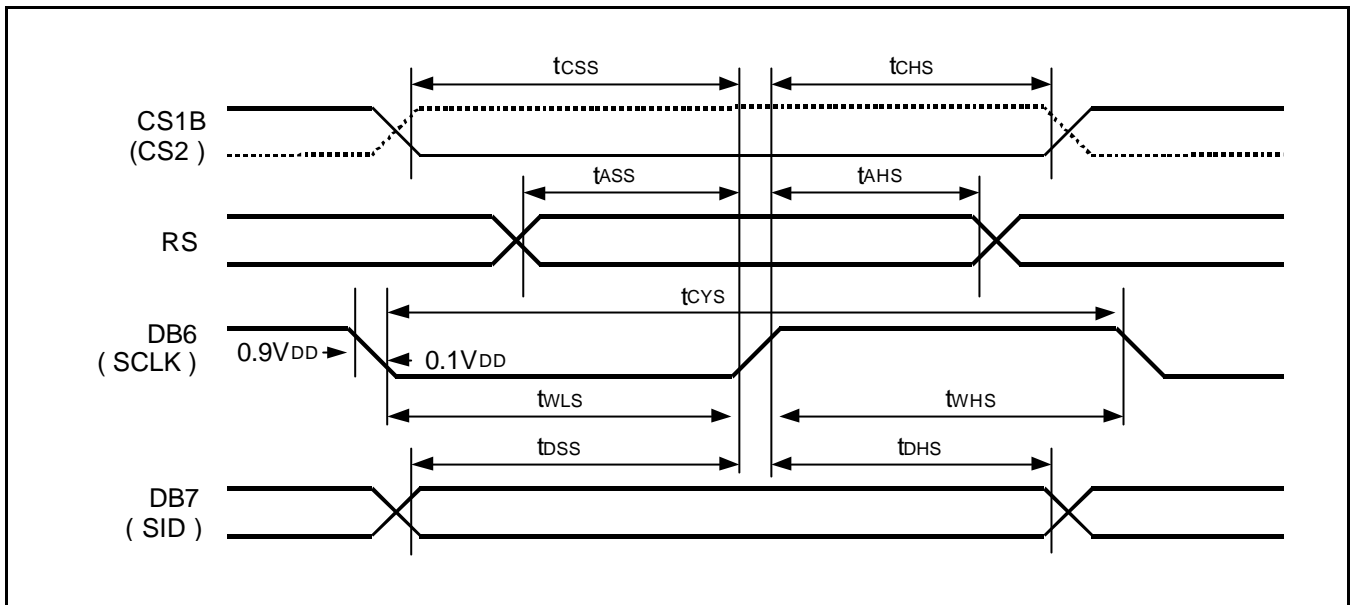 tCSS tCHS
CS1B
(CS2 )
tASS tAHS
RS
tCYS
DB6
( SCLK )
0.9VDD 0.1VDD
tWLS tWHS
tDSS tDHS
DB7
( SID )